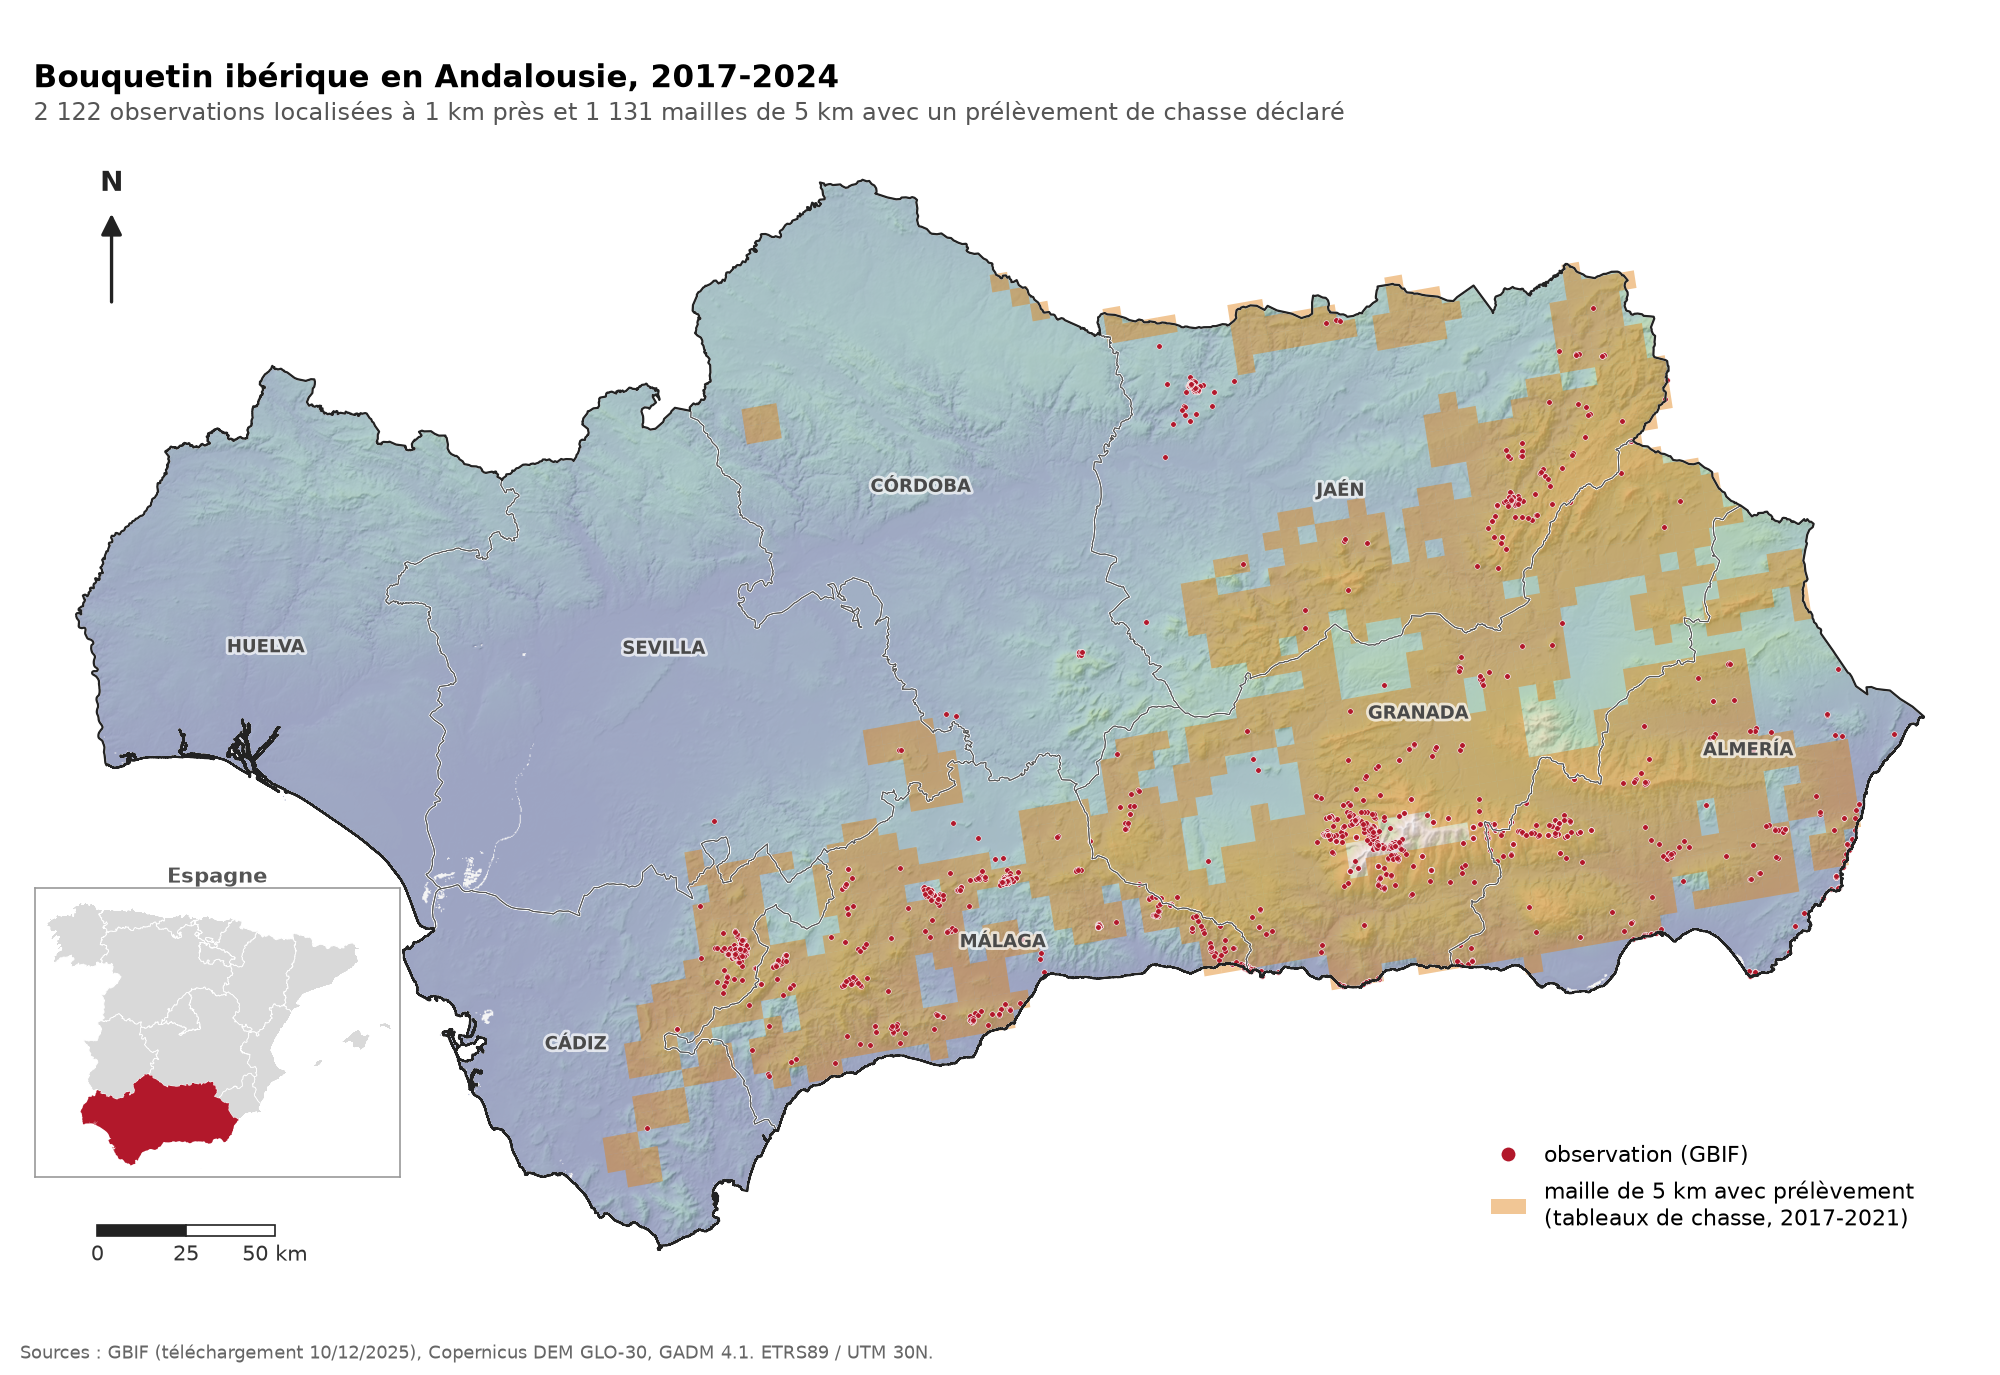 Bouquetin ibérique en Andalousie, 2017-2024
2 122 observations localisées à 1 km près et 1 131 mailles de 5 km avec un prélèvement de chasse déclaré
N
CÓRDOBA
JAÉN
HUELVA
SEVILLA
GRANADA
ALMERÍA
MÁLAGA
CÁDIZ
Espagne
observation (GBIF)
maille de 5 km avec prélèvement
(tableaux de chasse, 2017-2021)
0 25 50 km
Sources : GBIF (téléchargement 10/12/2025), Copernicus DEM GLO-30, GADM 4.1. ETRS89 / UTM 30N.